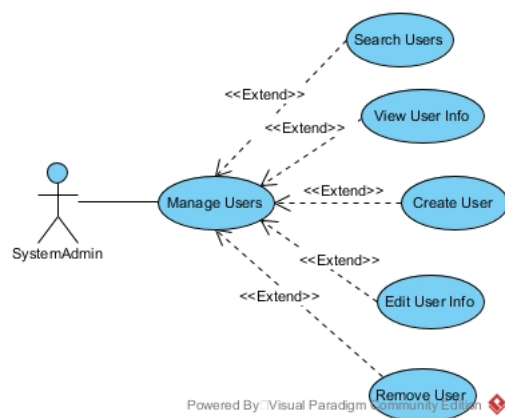 Search Users
<<Extend>>
View User Info
<<Extend>>
<<Extend>>
Manage Users
Create User
SystemAdmin
<<Extend>>
<<Extend>>
Edit User Info
Remove User
Powered By Visual Paradigm Community Edition